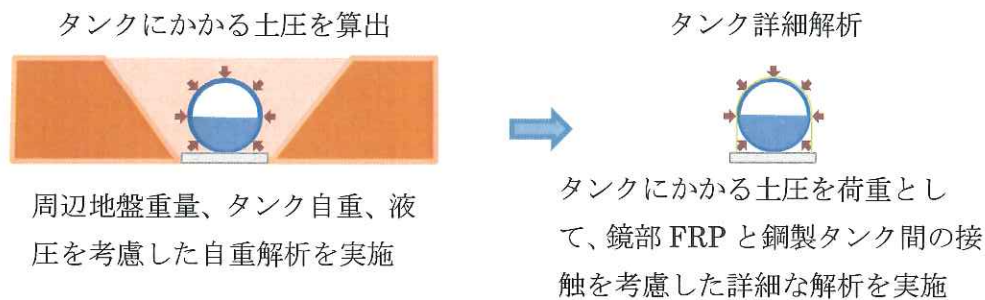 タンクにかかる土圧を算出
周辺地盤重量、タンク自重、液
圧を考慮した自重解析を実施
タンク詳細解析
タンクにかかる土圧を荷重とし
て、鏡部 FRP と鋼製タンク間の接
触を考慮した詳細な解析を実施